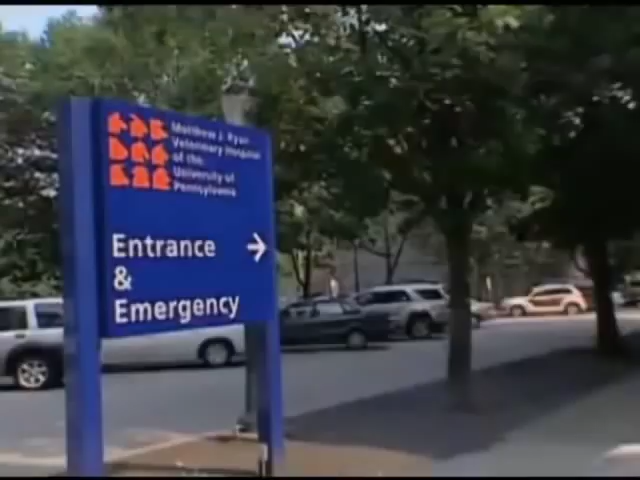 Matthew J. Ryan
Veterinary Hospital
of the
University of
Pennsylvania
Entrance
&
Emergency